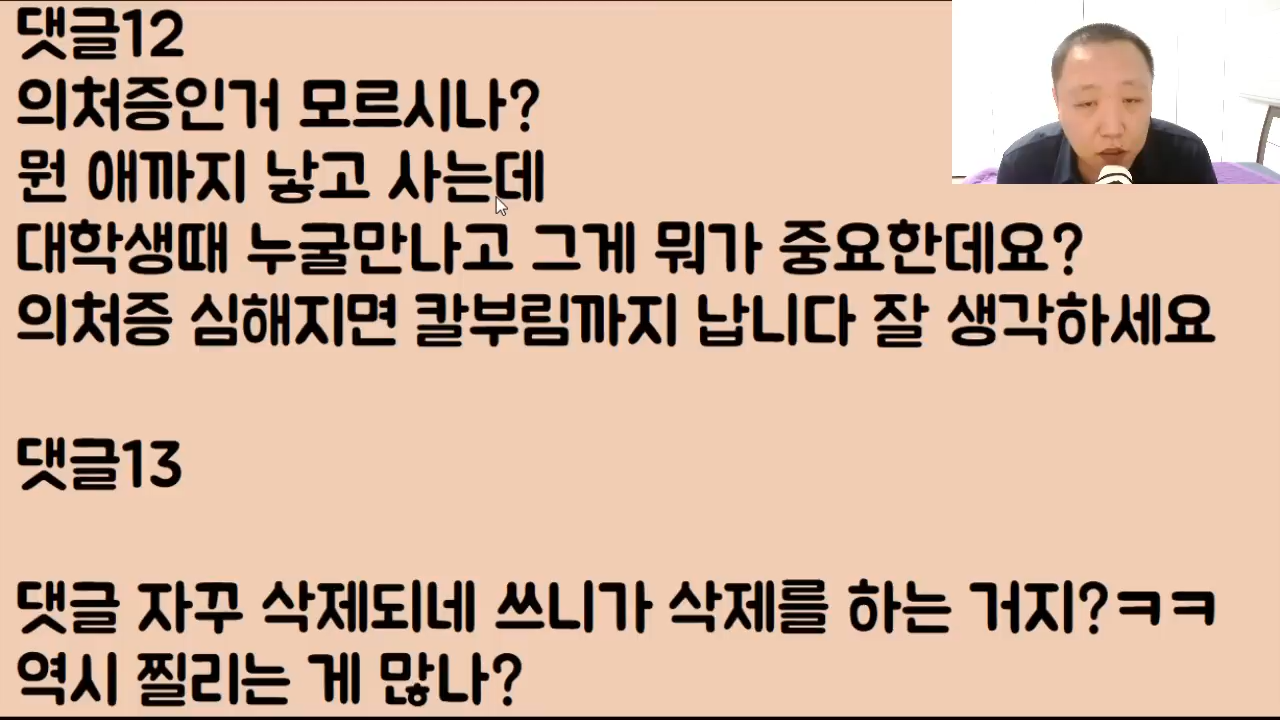 댓글12
의처증인거 모르시나?
뭔 애까지 낳고 사는데
대학생때 누굴만나고 그게 뭐가 중요한데요?
의처증 심해지면 칼부림까지 납니다 잘 생각하세요
댓글13
댓글 자꾸 삭제되네 쓰니가 삭제를 하는 거지?ㅋㅋ
역시 찔리는 게 많나?